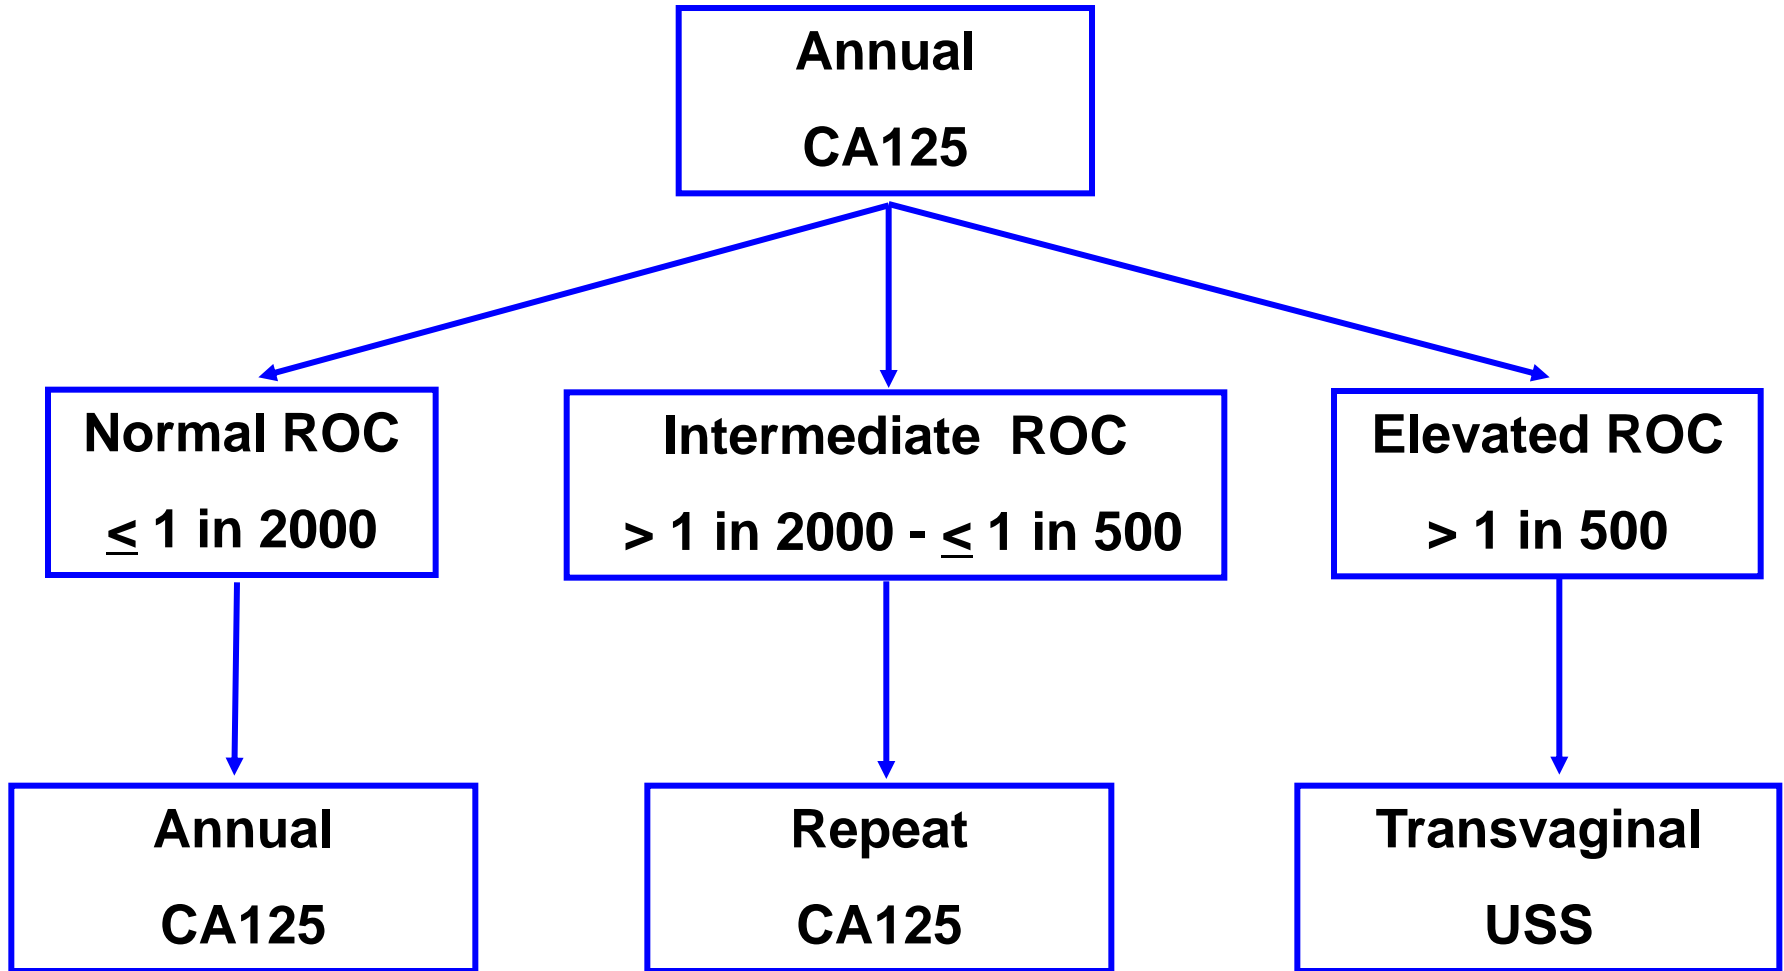 Annual
CA125
Normal ROC
≤ 1 in 2000
Intermediate ROC
> 1 in 2000 - ≤ 1 in 500
Elevated ROC
> 1 in 500
Annual
CA125
Repeat
CA125
Transvaginal
USS